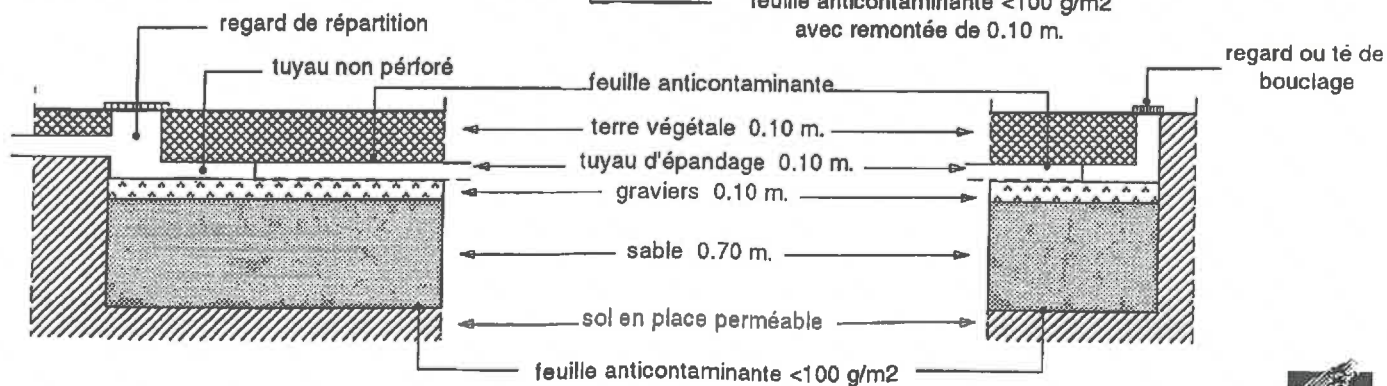 feuille anticontaminante <100 g/m2
avec remontée de 0.10 m.
regard de répartition
tuyau non pérforé
feuille anticontaminante
regard ou té de
bouclage
terre végétale 0.10 m.
tuyau d'épandage 0.10 m.
graviers 0.10 m.
sable 0.70 m.
sol en place perméable
feuille anticontaminante <100 g/m2